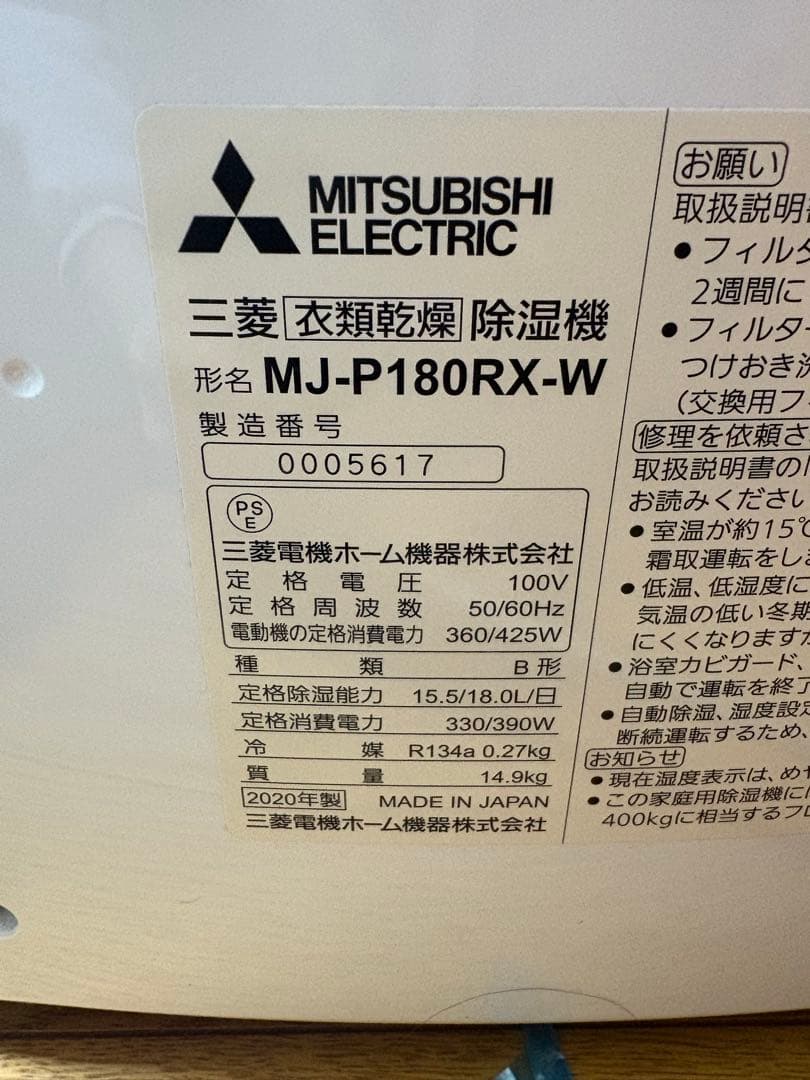 MITSUBISHI
ELECTRIC
三菱 衣類乾燥 除湿機
形名 MJ-P180RX-W
製造番号
0005617
PS
E
三菱電機ホーム機器株式会社
定格電圧 100V
定格周波数 50/60Hz
電動機の定格消費電力 360/425W
種類 B形
定格除湿能力 15.5/18.0L/日
定格消費電力 330/390W
冷媒 R134a 0.27kg
質量 14.9kg
2020年製 MADE IN JAPAN
三菱電機ホーム機器株式会社
お願い
取扱説明
●フィルタ
2週間に
●フィルター
つけおき洗
(交換用フ
修理を依頼さ
取扱説明書の
お読みください
●室温が約15℃
霜取運転をし
●低温、低湿度に
気温の低い冬期
にくくなりますが
●浴室カビガード、
自動で運転を終了
●自動除湿、湿度設定
断続運転するため、
お知らせ
●現在湿度表示は、めや
●この家庭用除湿機には
400kgに相当するフ